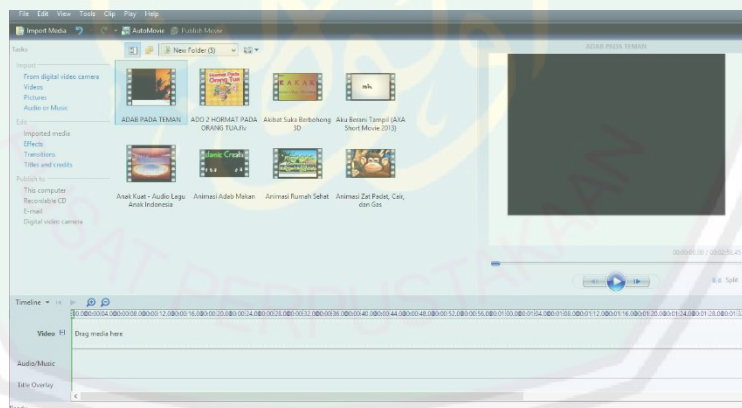 File Edit View Tools Clip Play Help
Import Media AutoMovie Publish Movie
Tasks
New Folder (5)
ADAB PADA TEMAN
Import
From digital video camera
Videos
Pictures
Audio or Music
Edit
Imported media
Effects
Transitions
Titles and credits
Publish to
This computer
Recordable CD
E-mail
Digital video camera
ADAB PADA TEMAN
ADD 2 HORMAT PADA ORANG TUA.flv
Akibat Suka Berbohong 3D
Aku Berani Tampil (AXA Short Movie 2013)
Anak Kuat - Audio Lagu Anak Indonesia
Animasi Adab Makan
Animasi Rumah Sehat
Animasi Zat Padat, Cair, dan Gas
Split
Timeline
Video
Drag media here
Audio/Music
Title Overlay
PUSAT PERPUSTAKAAN